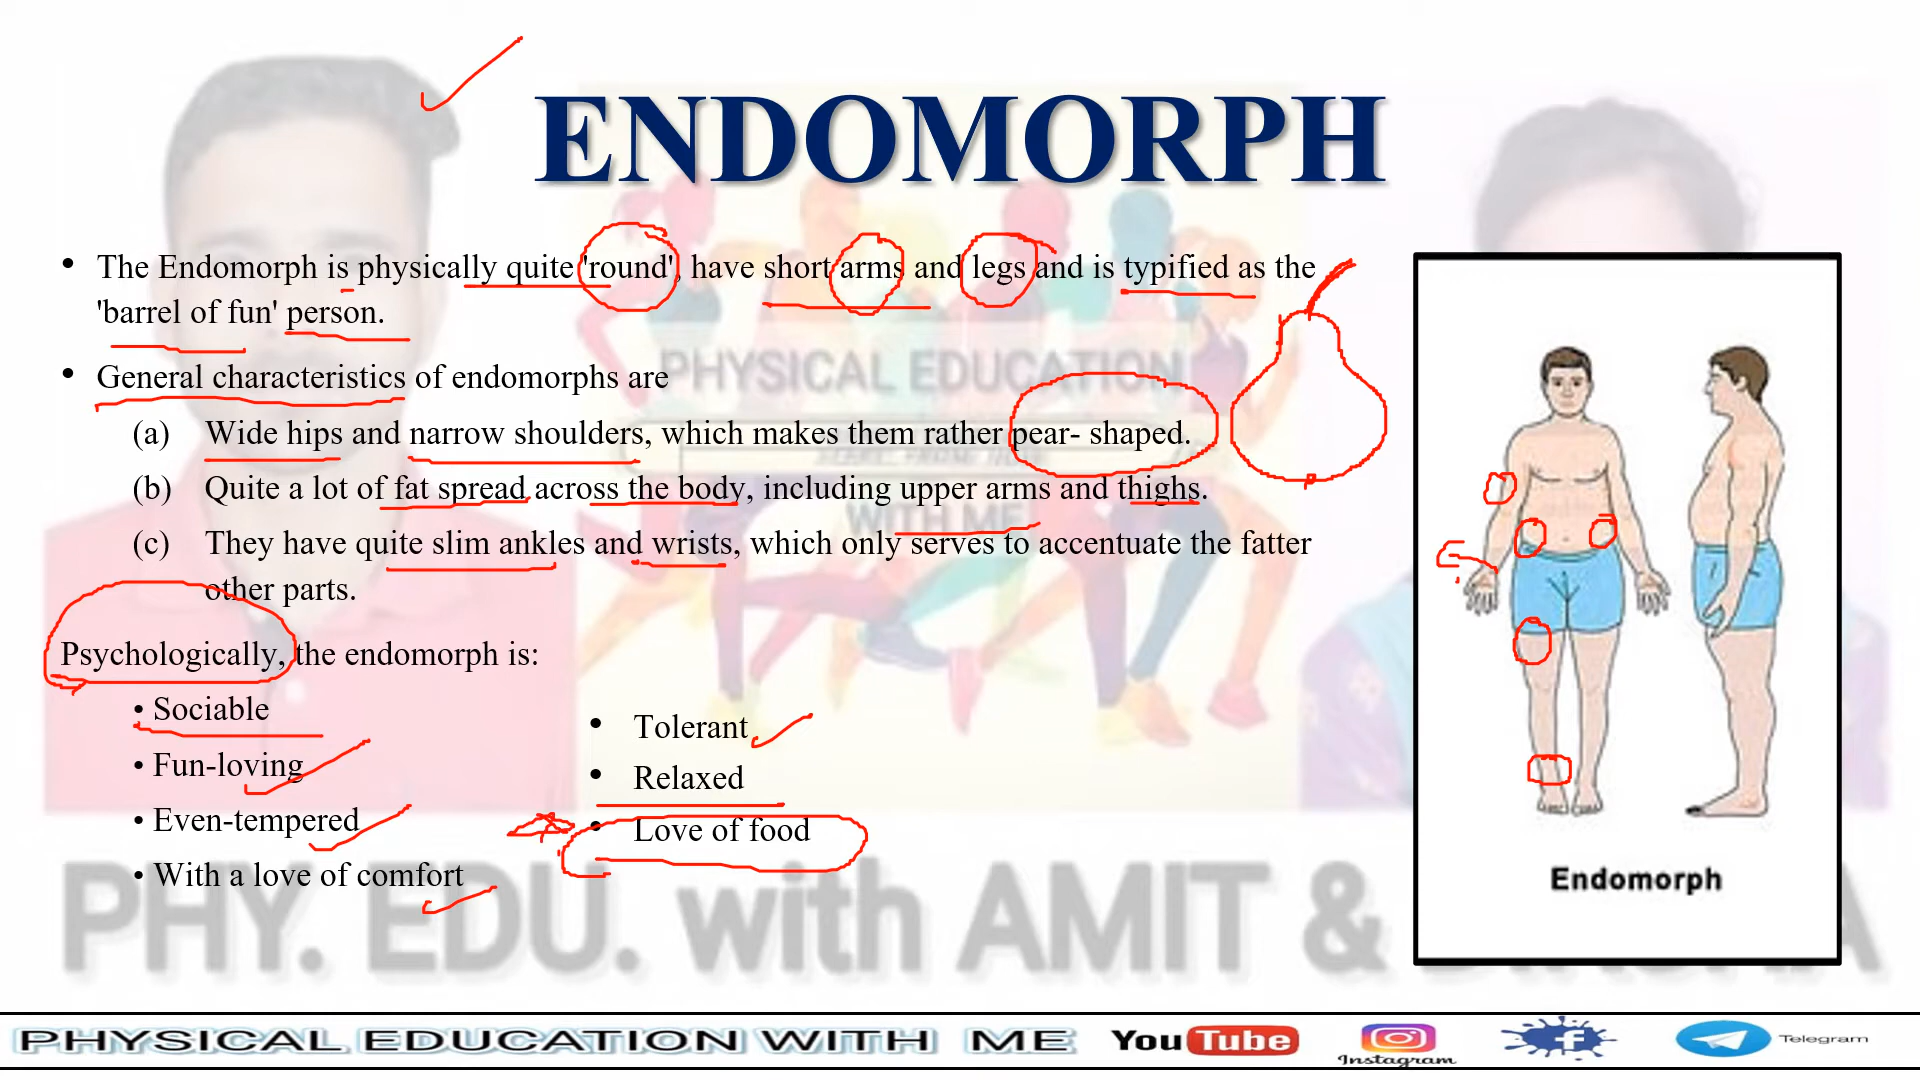 ENDOMORPH
• The Endomorph is physically quite 'round', have short arms and legs and is typified as the
'barrel of fun' person.
• General characteristics of endomorphs are
(a) Wide hips and narrow shoulders, which makes them rather pear- shaped.
(b) Quite a lot of fat spread across the body, including upper arms and thighs.
(c) They have quite slim ankles and wrists, which only serves to accentuate the fatter
other parts.
Psychologically, the endomorph is:
• Sociable
• Fun-loving
• Even-tempered
• With a love of comfort
• Tolerant
• Relaxed
• Love of food
Endomorph
PHYSICAL EDUCATION
WITH ME
PHY. EDU. with AMIT &
PHYSICAL EDUCATION WITH ME YouTube Instagram f Telegram